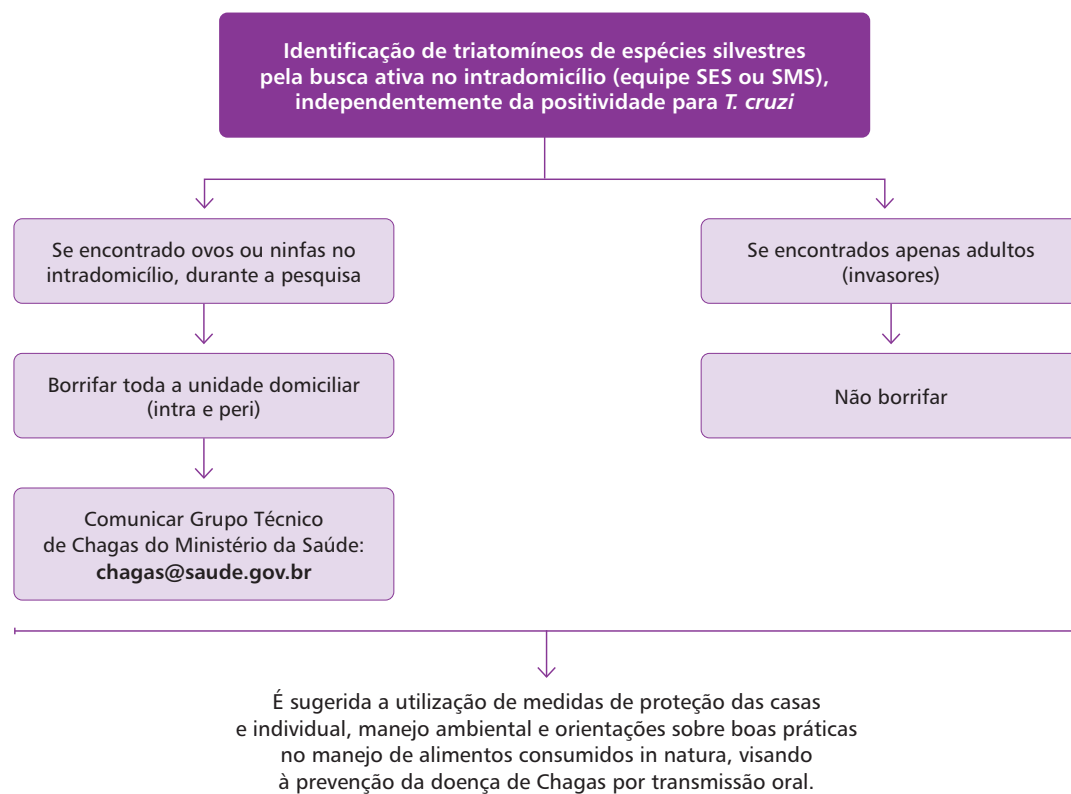 Identificação de triatomíneos de espécies silvestres
pela busca ativa no intradomicílio (equipe SES ou SMS),
independentemente da positividade para T. cruzi
Se encontrado ovos ou ninfas no
intradomicílio, durante a pesquisa
Se encontrados apenas adultos
(invasores)
Borrifar toda a unidade domiciliar
(intra e peri)
Não borrifar
Comunicar Grupo Técnico
de Chagas do Ministério da Saúde:
chagas@saude.gov.br
É sugerida a utilização de medidas de proteção das casas
e individual, manejo ambiental e orientações sobre boas práticas
no manejo de alimentos consumidos in natura, visando
à prevenção da doença de Chagas por transmissão oral.